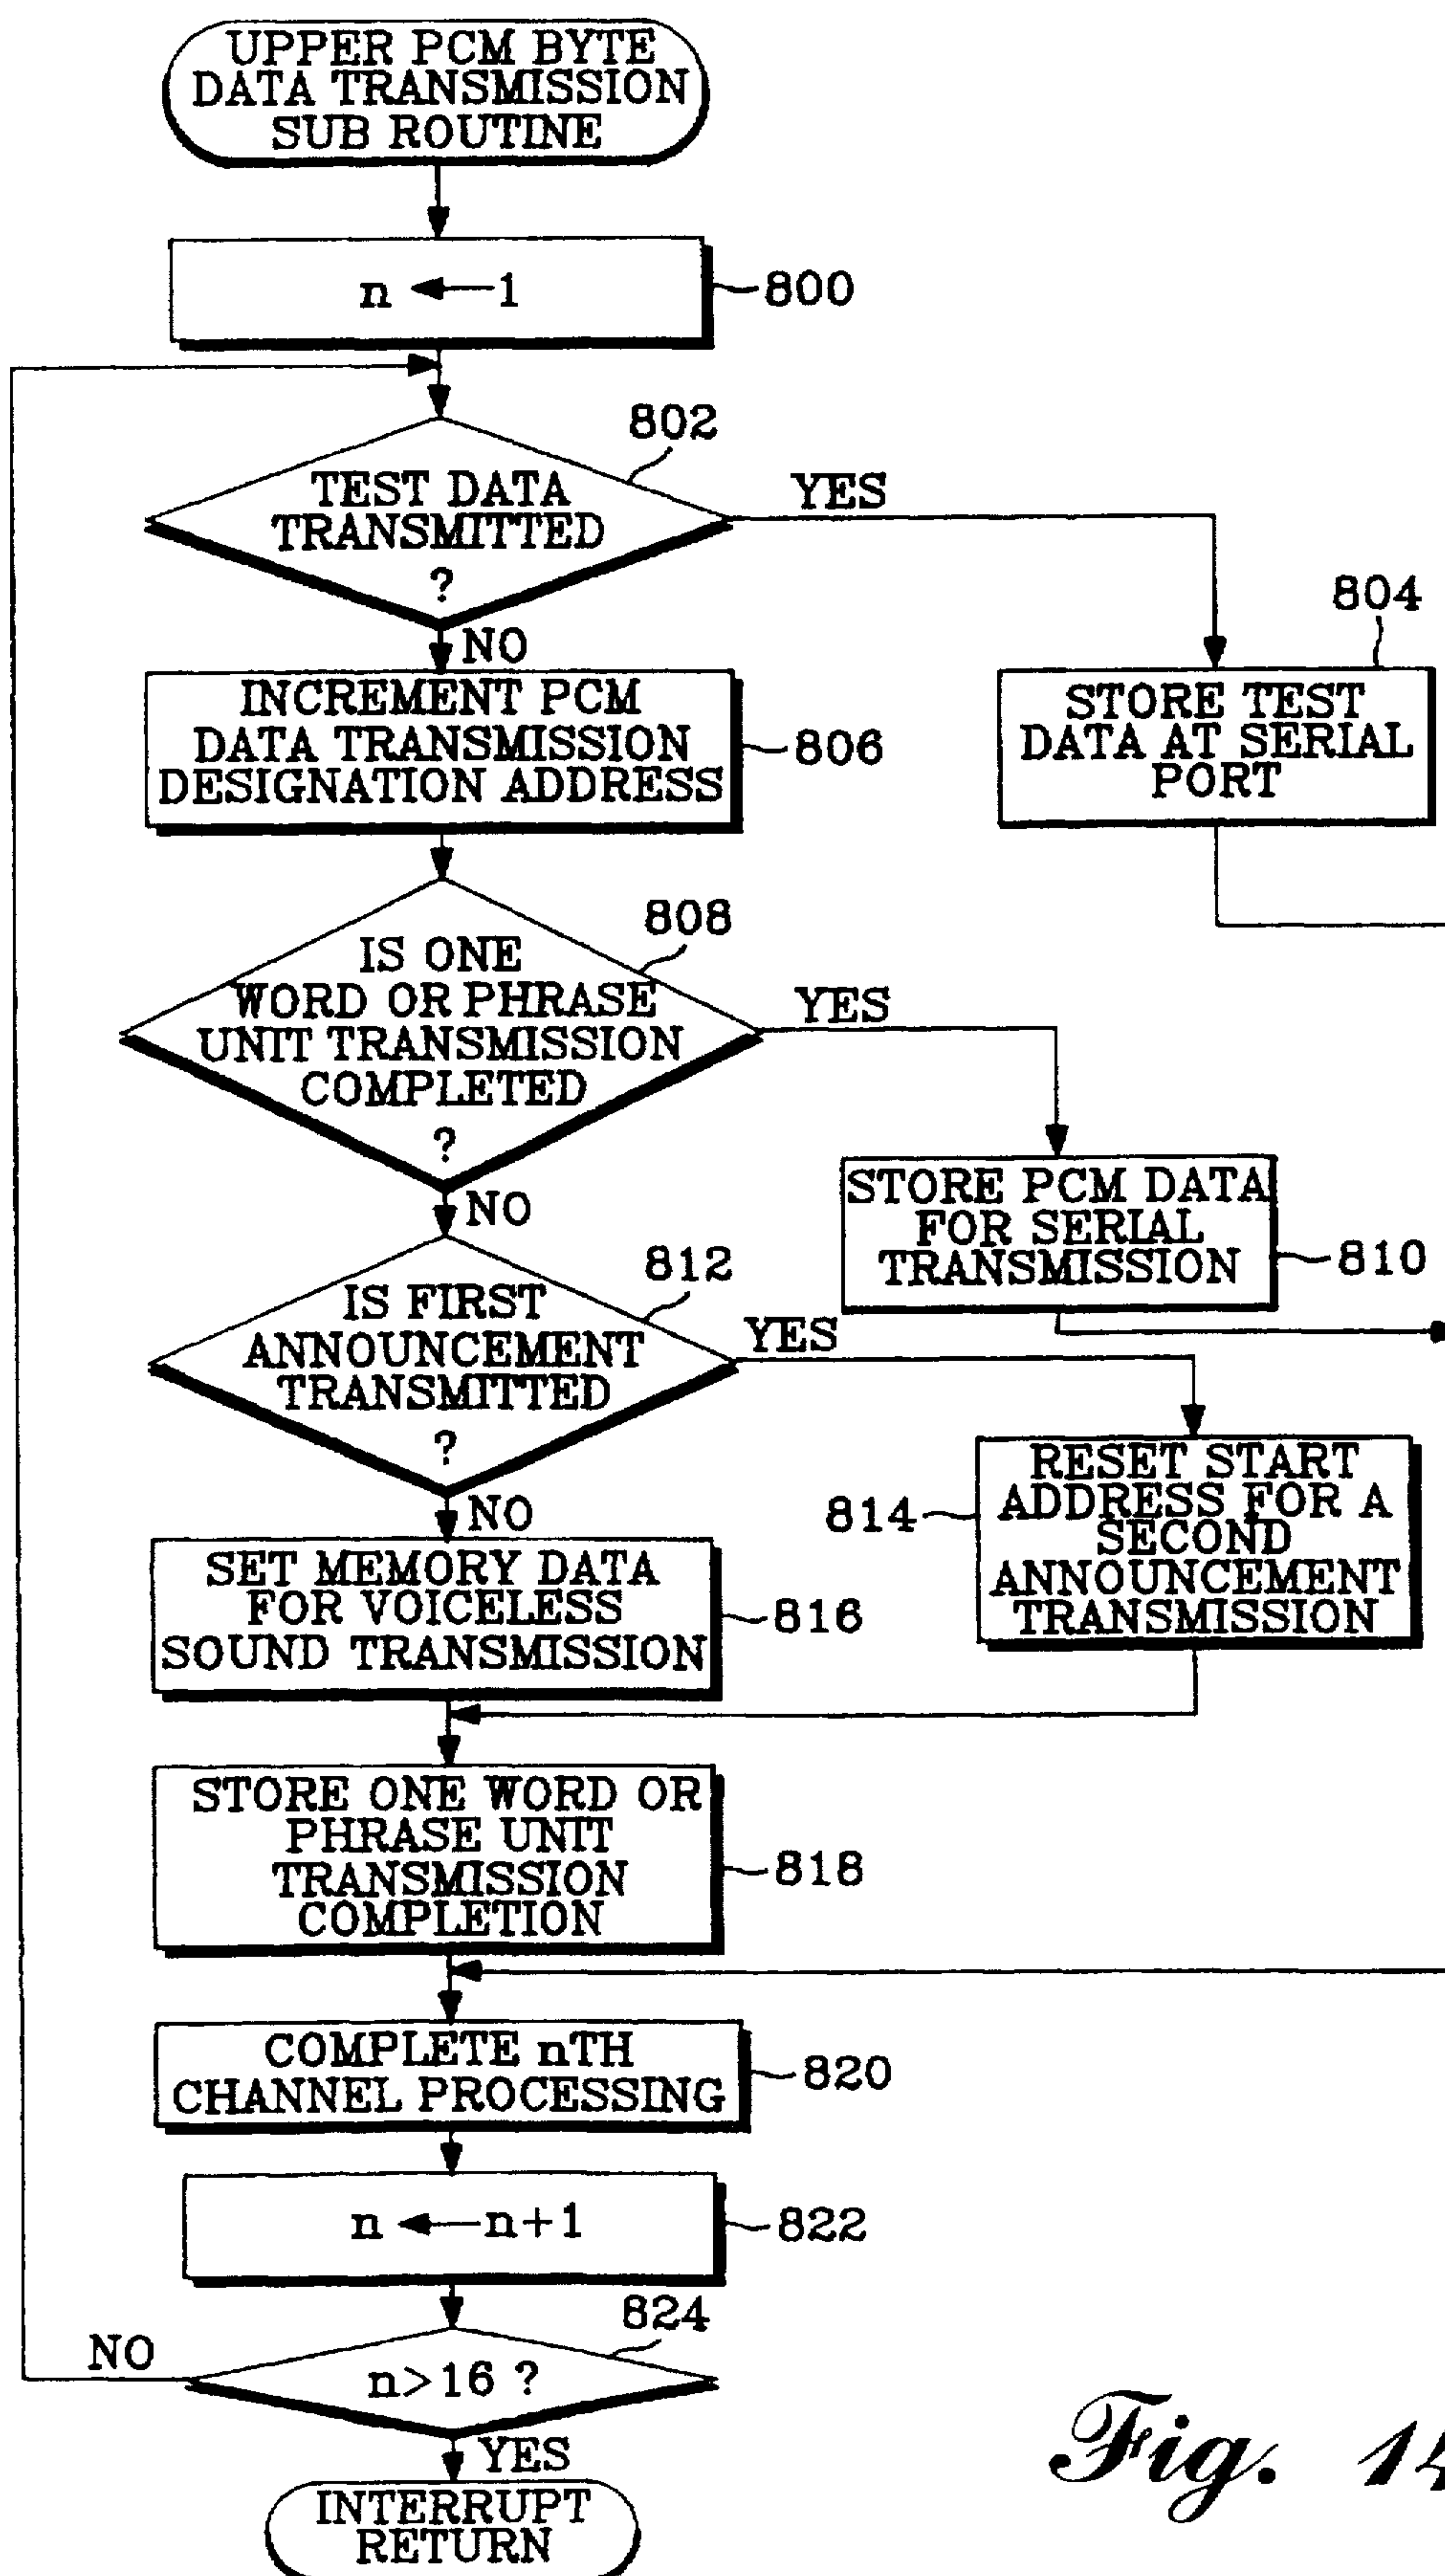 UPPER PCM BYTE
DATA TRANSMISSION
SUB ROUTINE
n ←1
800
802
TEST DATA
TRANSMITTED
?
YES
NO
804
STORE TEST
DATA AT SERIAL
PORT
INCREMENT PCM
DATA TRANSMISSION
DESIGNATION ADDRESS
806
808
IS ONE
WORD OR PHRASE
UNIT TRANSMISSION
COMPLETED
?
YES
NO
STORE PCM DATA
FOR SERIAL
TRANSMISSION
810
812
IS FIRST
ANNOUNCEMENT
TRANSMITTED
?
YES
NO
814
RESET START
ADDRESS FOR A
SECOND
ANNOUNCEMENT
TRANSMISSION
SET MEMORY DATA
FOR VOICELESS
SOUND TRANSMISSION
816
STORE ONE WORD OR
PHRASE UNIT
TRANSMISSION
COMPLETION
818
COMPLETE nTH
CHANNEL PROCESSING
820
n ←n+1
822
824
NO
n>16 ?
YES
INTERRUPT
RETURN
Fig. 14